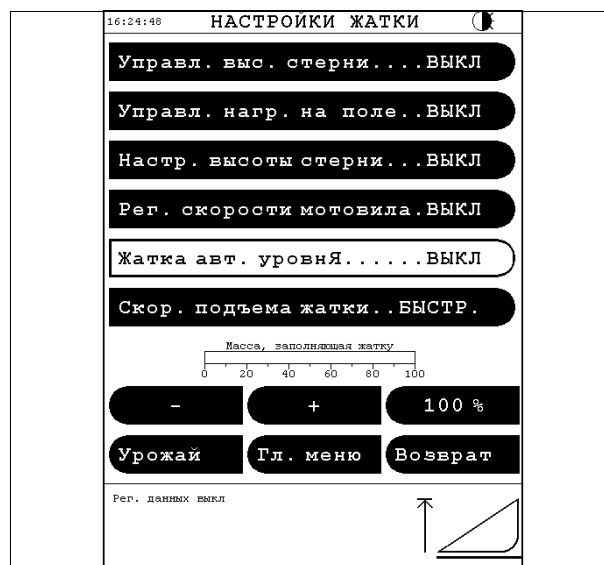 16:24:48 НАСТРОЙКИ ЖАТКИ
Управл. выс. стерни....ВЫКЛ
Управл. нагр. на поле..ВЫКЛ
Настр. высоты стерни...ВЫКЛ
Рег. скорости мотовила.ВЫКЛ
Жатка авт. уровнЯ......ВЫКЛ
Скор. подъема жатки..БЫСТР.
Масса, заполняющая жатку
0 20 40 60 80 100
- + 100 %
Урожай Гл. меню Возврат
Рег. данных выкл